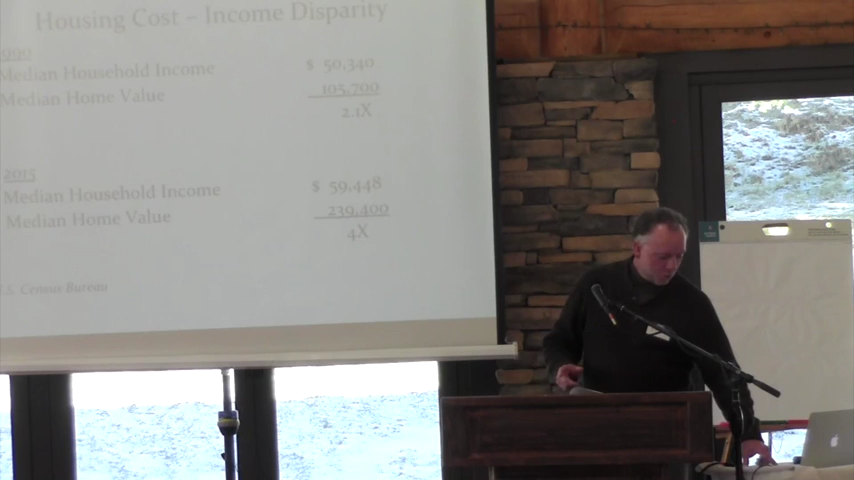 Housing Cost – Income Disparity
990
Median Household Income $ 50,340
Median Home Value 105,700
2.1X
2015
Median Household Income $ 59,448
Median Home Value 239,400
4X
.S. Census Bureau